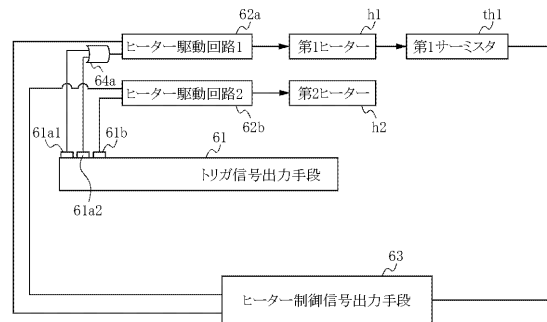 62a
h1
th1
ヒーター駆動回路1
第1ヒーター
第1サーミスタ
64a
ヒーター駆動回路2
第2ヒーター
61a1
61b
62b
h2
61
トリガ信号出力手段
61a2
63
ヒーター制御信号出力手段